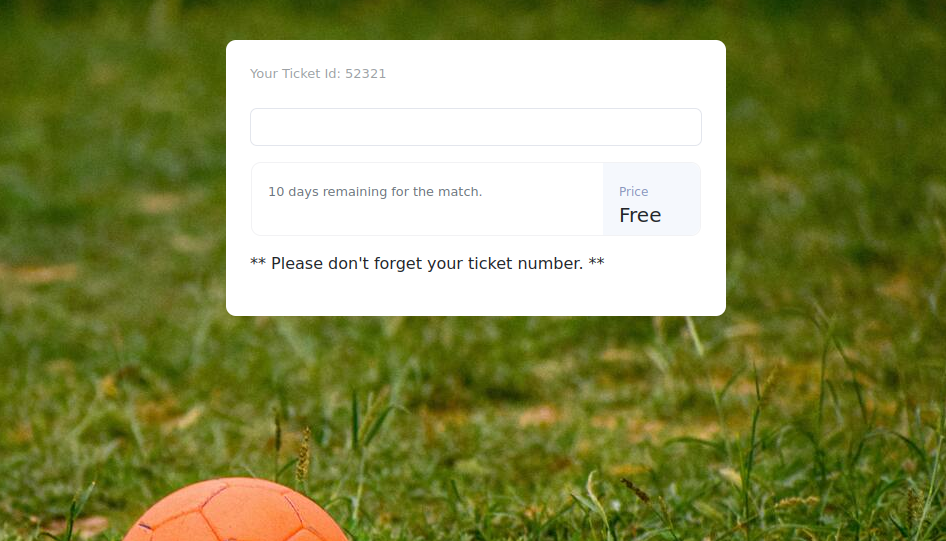 Your Ticket Id: 52321
10 days remaining for the match.
Price
Free
** Please don't forget your ticket number. **